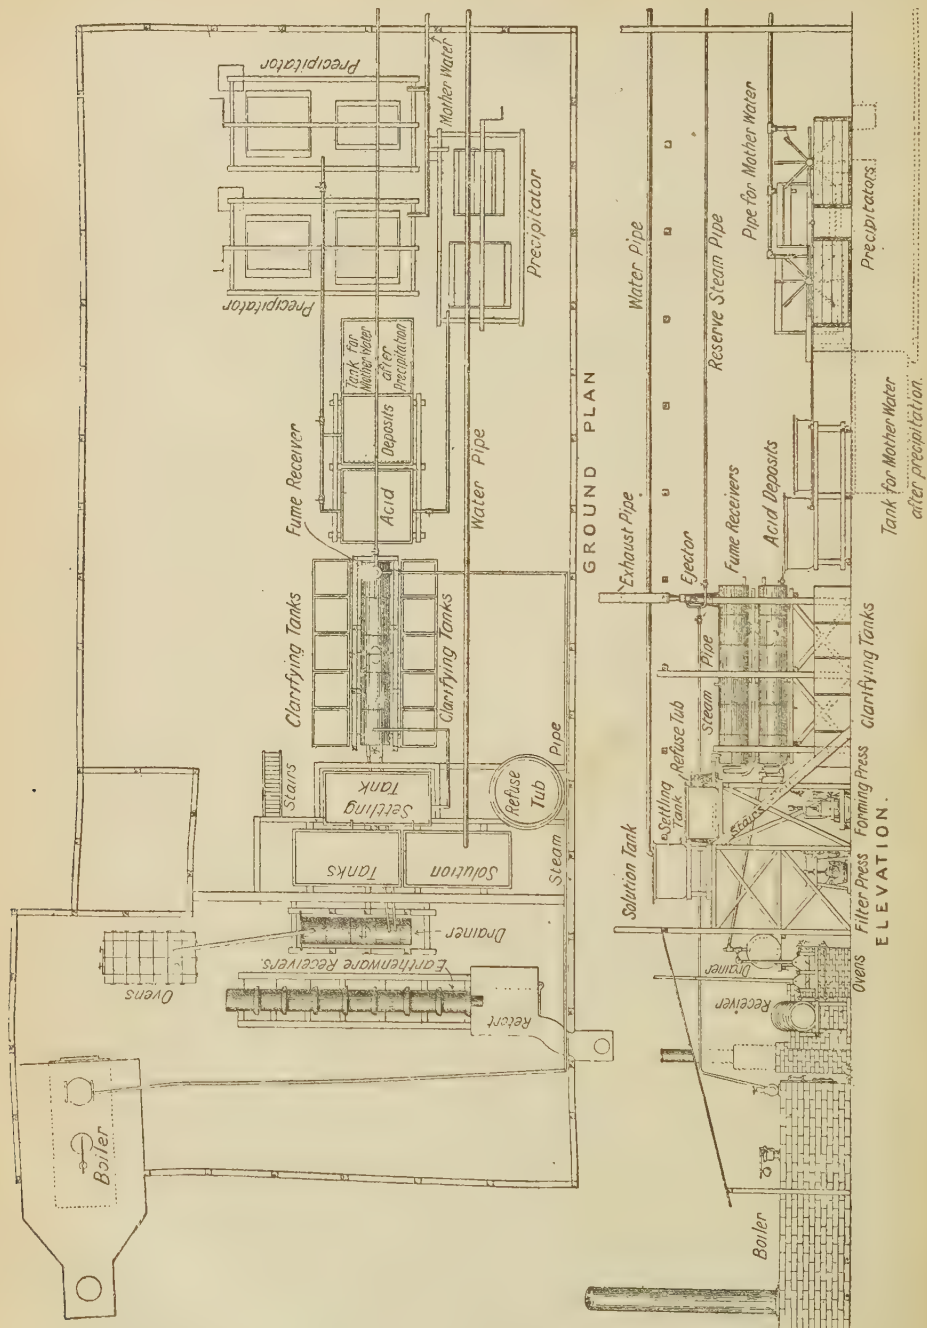 Precipitator
Mother Water
Precipitator
Precipitator
Tank for
Mother Water
after
Precipitation
Deposits
Acid
Fume Receiver
Water Pipe
Clarifying Tanks
Clarifying Tanks
Stairs
Settling
Tank
Refuse
Tub
Pipe
Steam
Tanks
Solution
Drainer
Earthenware Receivers.
Ovens
Retort
Boiler
GROUND PLAN
Water Pipe
Reserve Steam Pipe
Pipe for Mother Water
Precipitators
Exhaust Pipe
Ejector
Fume Receivers
Acid Deposits
Tank for Mother Water
after precipitation.
Solution Tank
Settling
Tank
Refuse Tub
Steam
Pipe
Stairs
Clarifying Tanks
Forming Press
Filter Press
Ovens
Drainer
Receiver
Boiler
ELEVATION.